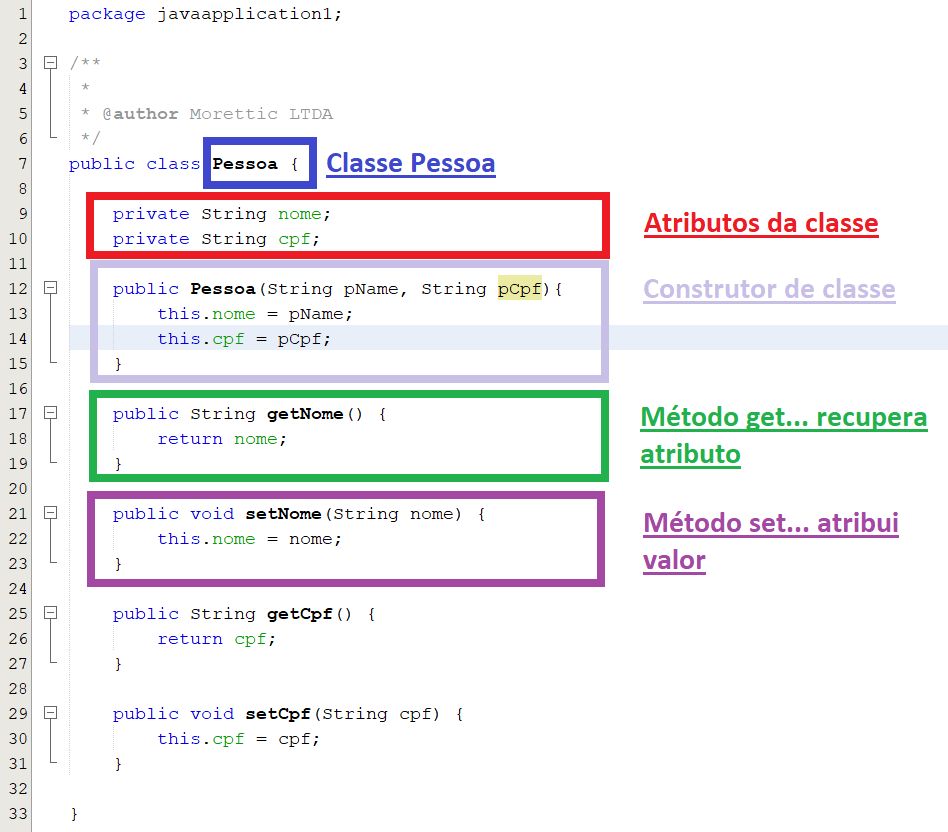 1 package javaapplication1;
2
3 /**
4 *
5 * @author Morettic LTDA
6 */
7 public class Pessoa { Classe Pessoa
8
9 private String nome; Atributos da classe
10 private String cpf;
11
12 public Pessoa(String pName, String pCpf){ Construtor de classe
13 this.nome = pName;
14 this.cpf = pCpf;
15 }
16
17 public String getNome() { Método get... recupera
18 return nome; atributo
19 }
20
21 public void setNome(String nome) { Método set... atribui
22 this.nome = nome; valor
23 }
24
25 public String getCpf() {
26 return cpf;
27 }
28
29 public void setCpf(String cpf) {
30 this.cpf = cpf;
31 }
32
33 }